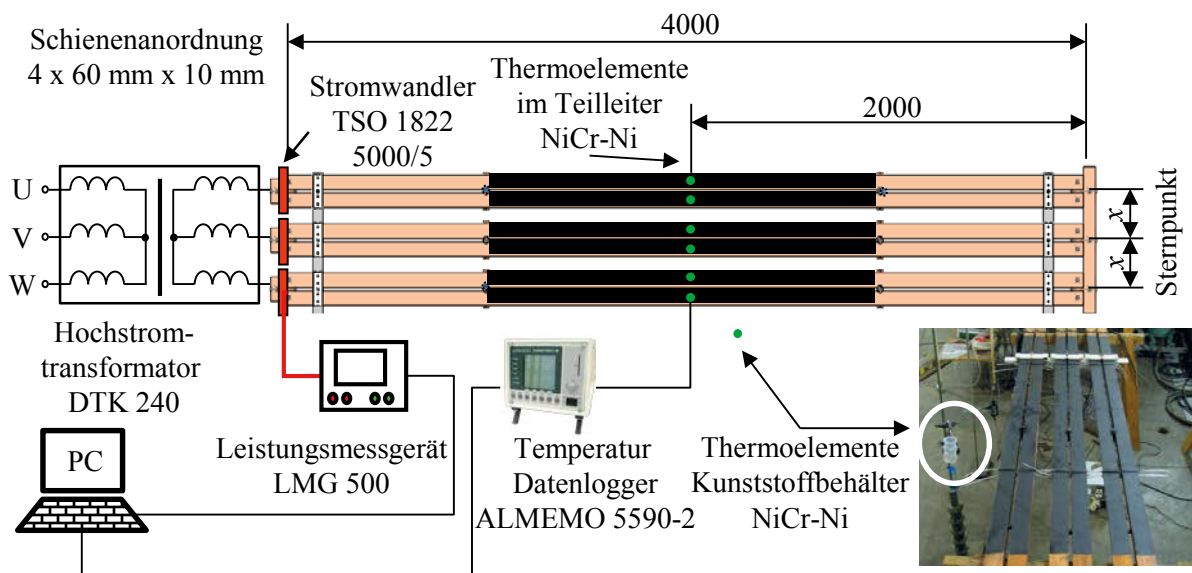 Schienenanordnung
4 x 60 mm x 10 mm
4000
Stromwandler
TSO 1822
5000/5
Thermoelemente
im Teilleiter
NiCr-Ni
2000
U
V
W
x
x
Sternpunkt
Hochstrom-
transformator
DTK 240
PC
Leistungsmessgerät
LMG 500
Temperatur
Datenlogger
ALMEMO 5590-2
Thermoelemente
Kunststoffbehälter
NiCr-Ni